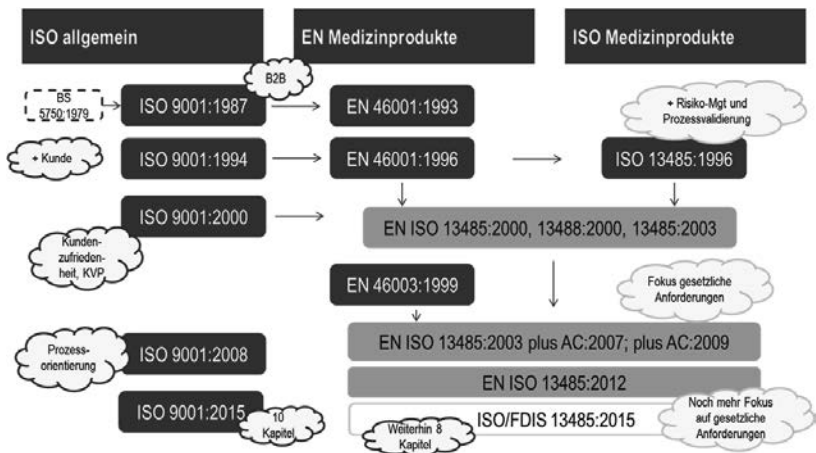 ISO allgemein
EN Medizinprodukte
ISO Medizinprodukte
B2B
BS
5750:1979
ISO 9001:1987
EN 46001:1993
+ Risiko-Mgt und
Prozessvalidierung
+ Kunde
ISO 9001:1994
EN 46001:1996
ISO 13485:1996
ISO 9001:2000
EN ISO 13485:2000, 13488:2000, 13485:2003
Kunden-
zufrieden-
heit, KVP
EN 46003:1999
Fokus gesetzliche
Anforderungen
Prozess-
orientierung
ISO 9001:2008
EN ISO 13485:2003 plus AC:2007; plus AC:2009
EN ISO 13485:2012
ISO 9001:2015
10
Kapitel
Weiterhin 8
Kapitel
ISO/FDIS 13485:2015
Noch mehr Fokus
auf gesetzliche
Anforderungen